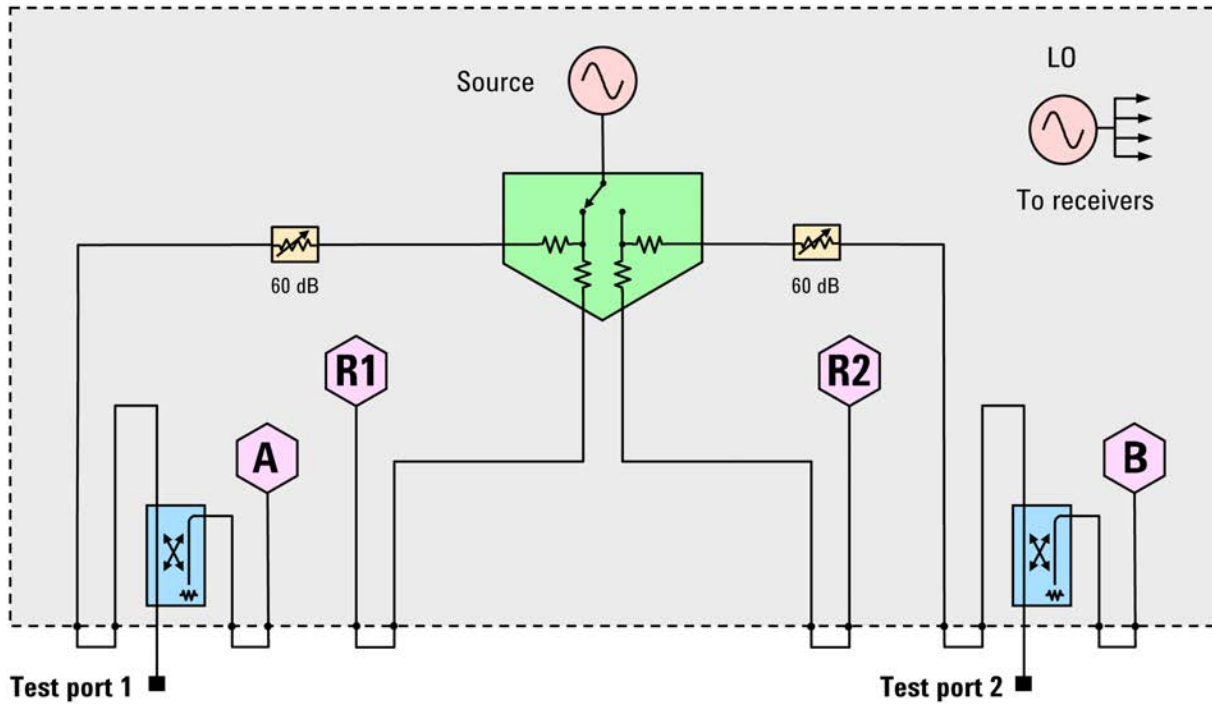 Source
LO
To receivers
60 dB
60 dB
R1
R2
A
B
Test port 1
Test port 2